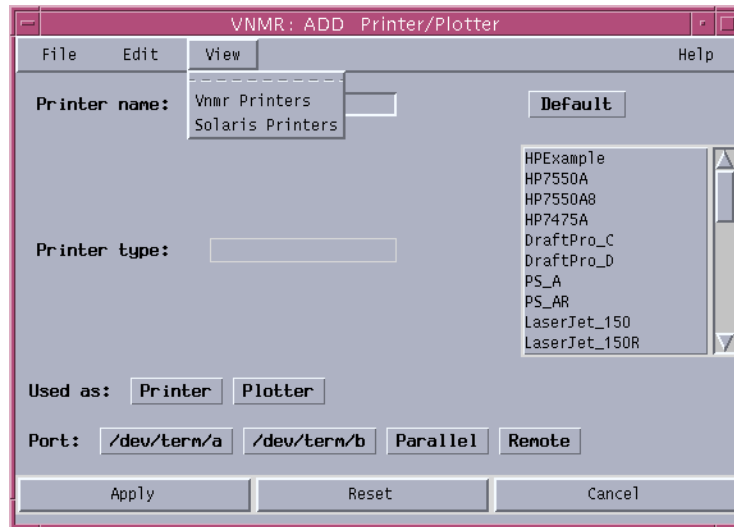 VNMR: ADD Printer/Plotter
File Edit View Help
Printer name: Default
Vnmr Printers
Solaris Printers
HPExample
HP7550A
HP7550A8
HP7475A
Printer type:
DraftPro_C
DraftPro_D
PS_A
PS_AR
LaserJet_150
LaserJet_150R
Used as: Printer Plotter
Port: /dev/term/a /dev/term/b Parallel Remote
Apply Reset Cancel